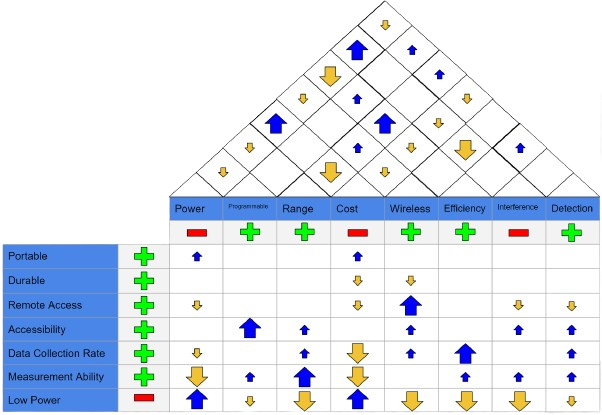 Power Programmable Range Cost Wireless Efficiency Interference Detection
Portable
Durable
Remote Access
Accessibility
Data Collection Rate
Measurement Ability
Low Power